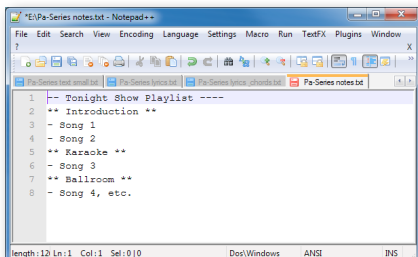 *E:\Pa-Series notes.txt - Notepad++
File Edit Search View Encoding Language Settings Macro Run TextFX Plugins Window
? X
Pa-Series text small.txt Pa-Series lyrics.txt Pa-Series lyrics_chords.txt Pa-Series notes.txt
1 -- Tonight Show Playlist ----
2 ** Introduction **
3 - Song 1
4 - Song 2
5 ** Karaoke **
6 - Song 3
7 ** Ballroom **
8 - Song 4, etc.
length : 12 Ln : 1 Col : 1 Sel : 0 | 0 Dos\Windows ANSI INS